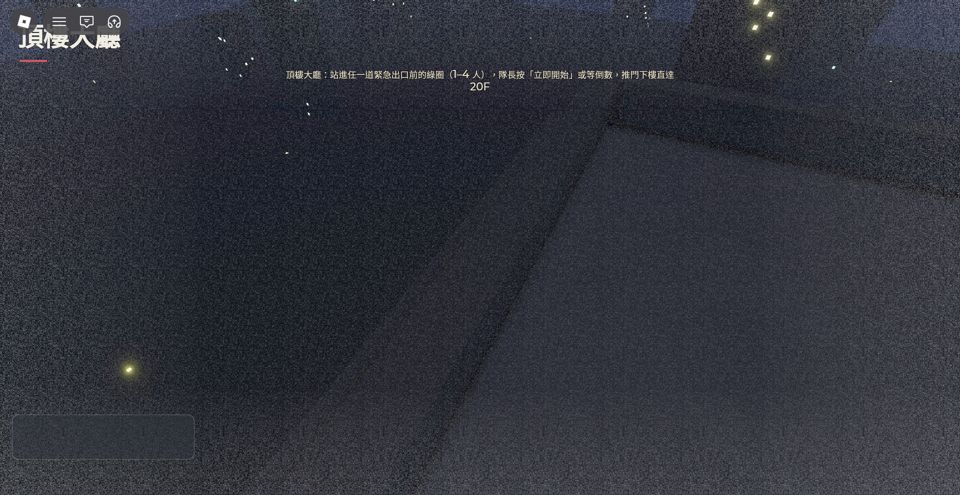 頂樓大廳
頂樓大廳：站進任一道緊急出口前的綠圈（1–4 人），隊長按「立即開始」或等倒數，推門下樓直達
20F